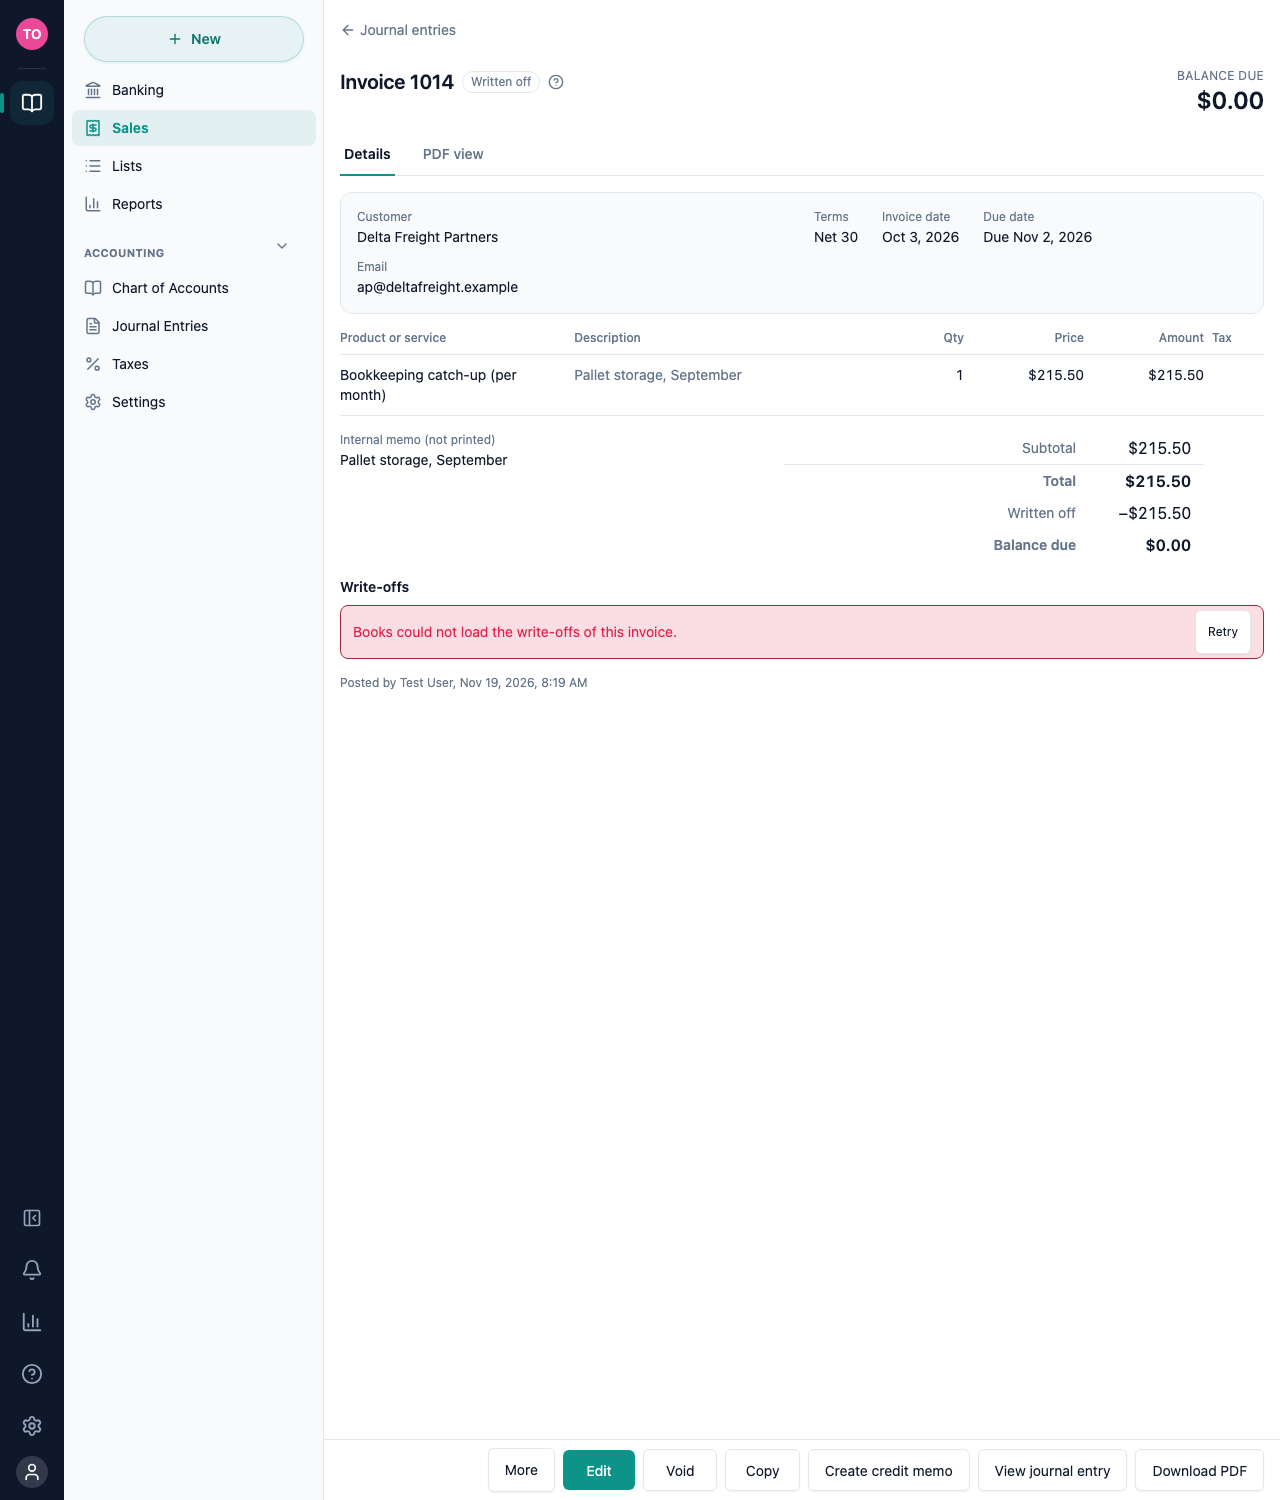 TO
New
Banking
Sales
Lists
Reports
ACCOUNTING
Chart of Accounts
Journal Entries
Taxes
Settings
Journal entries
Invoice 1014 Written off
BALANCE DUE
$0.00
Details PDF view
Customer Terms Invoice date Due date
Delta Freight Partners Net 30 Oct 3, 2026 Due Nov 2, 2026
Email
ap@deltafreight.example
Product or service Description Qty Price Amount Tax
Bookkeeping catch-up (per Pallet storage, September 1 $215.50 $215.50
month)
Internal memo (not printed)
Pallet storage, September
Subtotal $215.50
Total $215.50
Written off –$215.50
Balance due $0.00
Write-offs
Books could not load the write-offs of this invoice. Retry
Posted by Test User, Nov 19, 2026, 8:19 AM
More Edit Void Copy Create credit memo View journal entry Download PDF